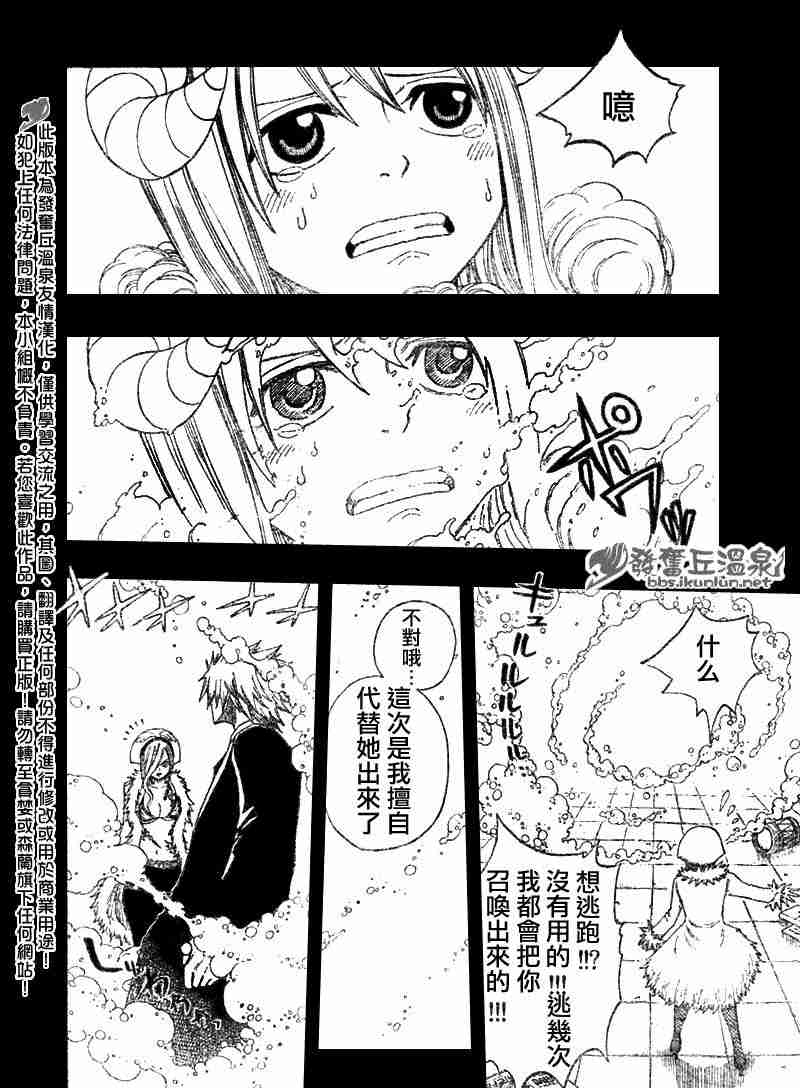 噫
ポワッ
發奮丘溫泉
bbs.ikunlun.net
什么
キュルルルル
想逃跑!!?
沒有用的!!!逃幾次
我都會把你
召喚出來的!!!
不對哦…
這次是我擅自
代替她出來了
此版本為發奮丘溫泉友情漢化，僅供學習交流之用，其圖、翻譯及任何部份不得進行修改或用於商業用途！
如犯上任何法律問題，本小組概不負責。若您喜歡此作品，請購買正版！請勿轉至貪婪或森蘭旗下任何網站！